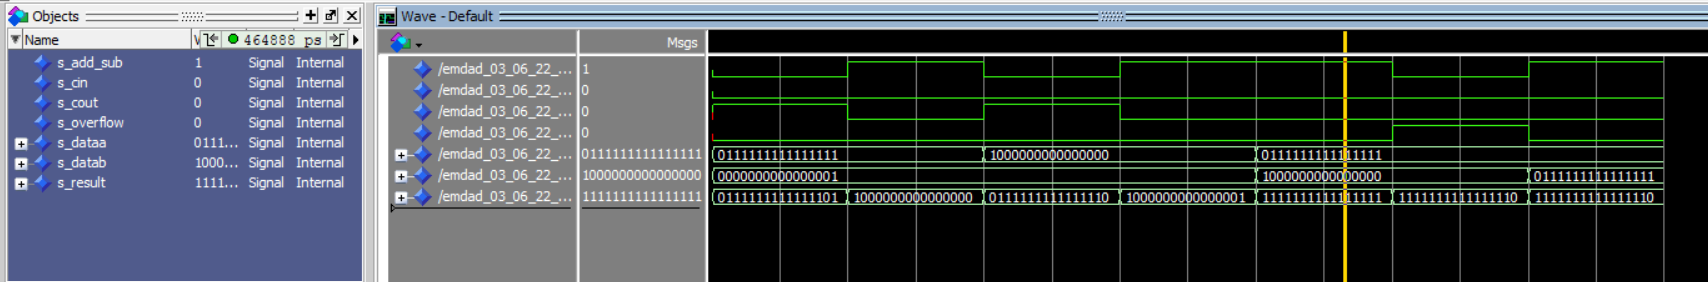 Objects
Name
V 464888 ps
s_add_sub 1 Signal Internal
s_cin 0 Signal Internal
s_cout 0 Signal Internal
s_overflow 0 Signal Internal
s_dataa 0111... Signal Internal
s_datab 1000... Signal Internal
s_result 1111... Signal Internal
Wave - Default
Msgs
/emdad_03_06_22_... 1
/emdad_03_06_22_... 0
/emdad_03_06_22_... 0
/emdad_03_06_22_... 0
/emdad_03_06_22_... 0111111111111111 0111111111111111 1000000000000000 0111111111111111
/emdad_03_06_22_... 1000000000000000 0000000000000001 1000000000000000 0111111111111111
/emdad_03_06_22_... 1111111111111111 0111111111111101 1000000000000000 0111111111111110 1000000000000001 1111111111111111 1111111111111110 1111111111111110